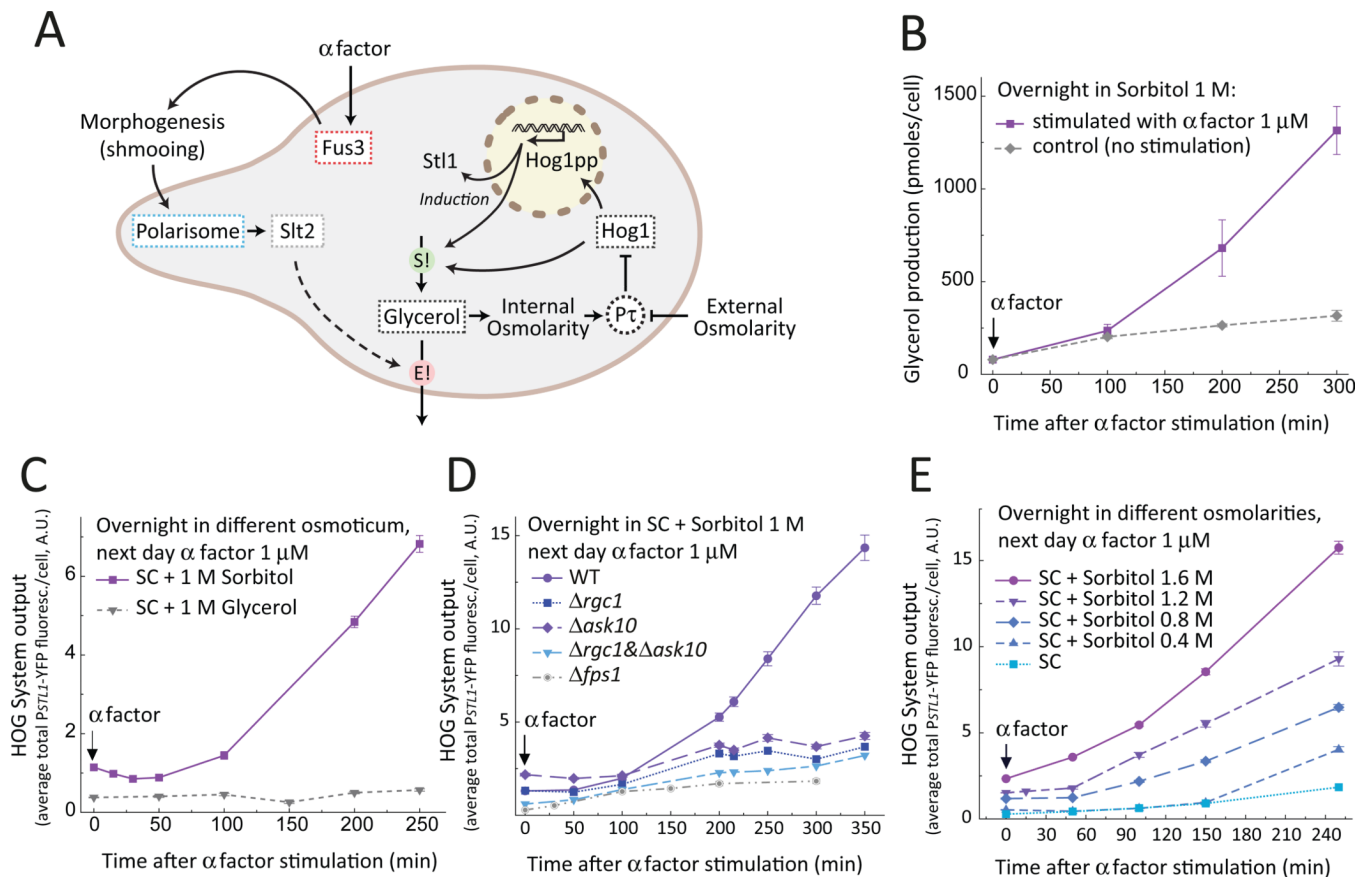 A
α factor
Morphogenesis
(shmooing)
Fus3
Stl1
Hog1pp
Induction
Polarisome
Slt2
Hog1
S!
Glycerol
Internal
Osmolarity
Pτ
External
Osmolarity
E!
B
Glycerol production (pmoles/cell)
1500
1000
500
0
Overnight in Sorbitol 1 M:
stimulated with α factor 1 μM
control (no stimulation)
α factor
0 50 100 150 200 250 300
Time after α factor stimulation (min)
C
HOG System output
(average total PSTL1-YFP fluoresc./cell, A.U.)
6
4
2
0
Overnight in different osmoticum,
next day α factor 1 μM
SC + 1 M Sorbitol
SC + 1 M Glycerol
α factor
0 50 100 150 200 250
Time after α factor stimulation (min)
D
HOG System output
(average total PSTL1-YFP fluoresc./cell, A.U.)
15
10
5
Overnight in SC + Sorbitol 1 M
next day α factor 1 μM
WT
Δrgc1
Δask10
Δrgc1&Δask10
Δfps1
α factor
0 50 100 150 200 250 300 350
Time after α factor stimulation (min)
E
HOG System output
(average total PSTL1-YFP fluoresc./cell, A.U.)
15
10
5
0
Overnight in different osmolarities,
next day α factor 1 μM
SC + Sorbitol 1.6 M
SC + Sorbitol 1.2 M
SC + Sorbitol 0.8 M
SC + Sorbitol 0.4 M
SC
α factor
0 30 60 90 120 150 180 210 240
Time after α factor stimulation (min)